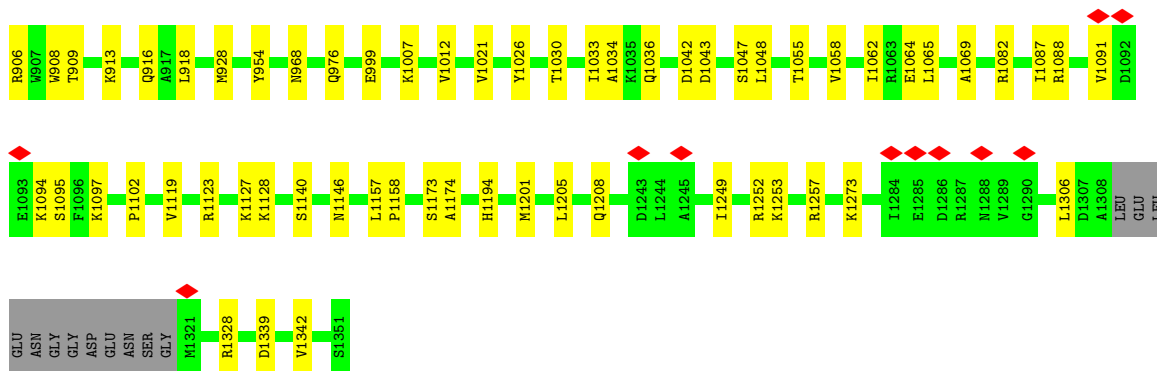 R906 W907 W908 T909 K913 Q916 A917 L918 M928 Y954 N968 Q976 E999 K1007 V1012 V1021 Y1026 T1030 I1033 A1034 K1035 Q1036 D1042 D1043 S1047 L1048 T1055 V1058 I1062 R1063 E1064 L1065 A1069 R1082 I1087 R1088 V1091 D1092
E1093 K1094 S1095 F1096 K1097 P1102 V1119 R1123 K1127 K1128 S1140 N1146 L1157 P1158 S1173 A1174 H1194 M1201 L1205 Q1208 D1243 L1244 A1245 I1249 R1252 K1253 R1257 K1273 I1284 E1285 D1286 R1287 N1288 V1289 G1290 L1306 D1307 A1308 LEU GLU LEU
GLU ASN GLY GLY ASP GLU ASN SER GLY M1321 R1328 D1339 V1342 S1351